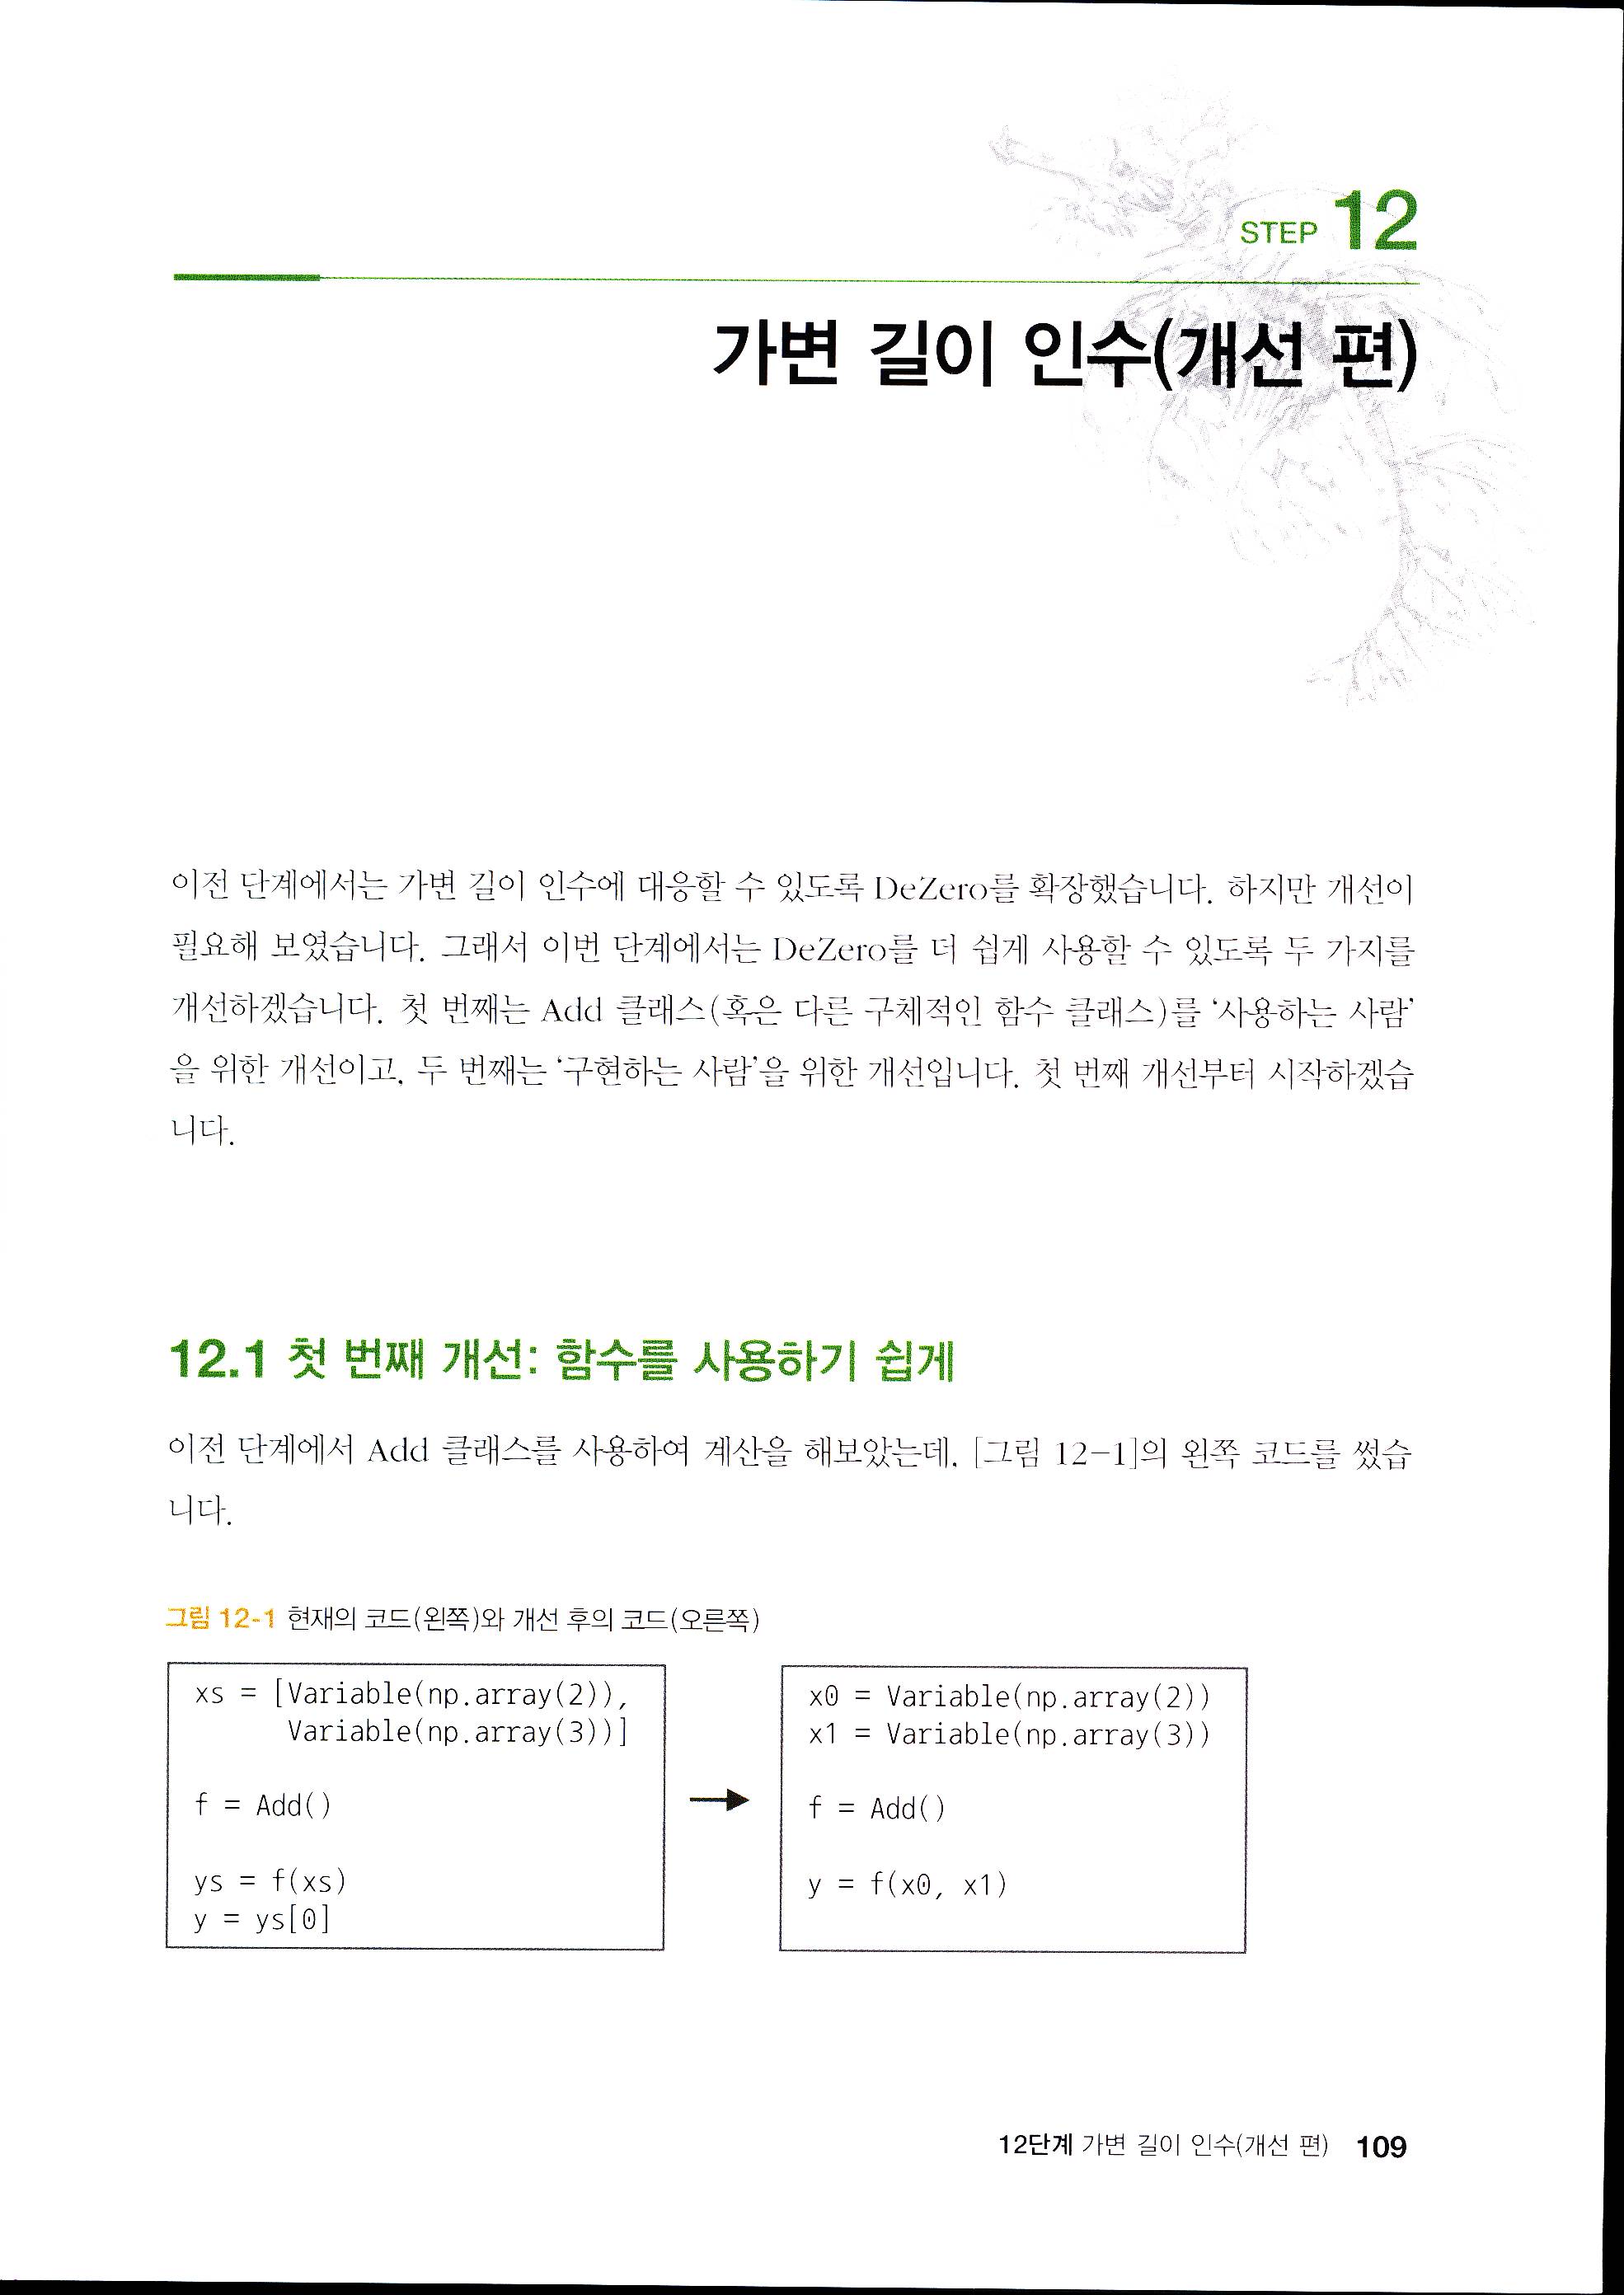 STEP 12
가변 길이 인수(개선 편)
이전 단계에서는 가변 길이 인수에 대응할 수 있도록 DeZero를 확장했습니다. 하지만 개선이
필요해 보였습니다. 그래서 이번 단계에서는 DeZero를 더 쉽게 사용할 수 있도록 두 가지를
개선하겠습니다. 첫 번째는 Add 클래스(혹은 다른 구체적인 함수 클래스)를 ‘사용하는 사람’
을 위한 개선이고, 두 번째는 ‘구현하는 사람’을 위한 개선입니다. 첫 번째 개선부터 시작하겠습
니다.
12.1 첫 번째 개선: 함수를 사용하기 쉽게
이전 단계에서 Add 클래스를 사용하여 계산을 해보았는데, [그림 12-1]의 왼쪽 코드를 썼습
니다.
그림 12-1 현재의 코드(왼쪽)와 개선 후의 코드(오른쪽)
xs = [Variable(np.array(2)),
Variable(np.array(3))]
f = Add()
ys = f(xs)
y = ys[0]
x0 = Variable(np.array(2))
x1 = Variable(np.array(3))
f = Add()
y = f(x0, x1)
12단계 가변 길이 인수(개선 편) 109